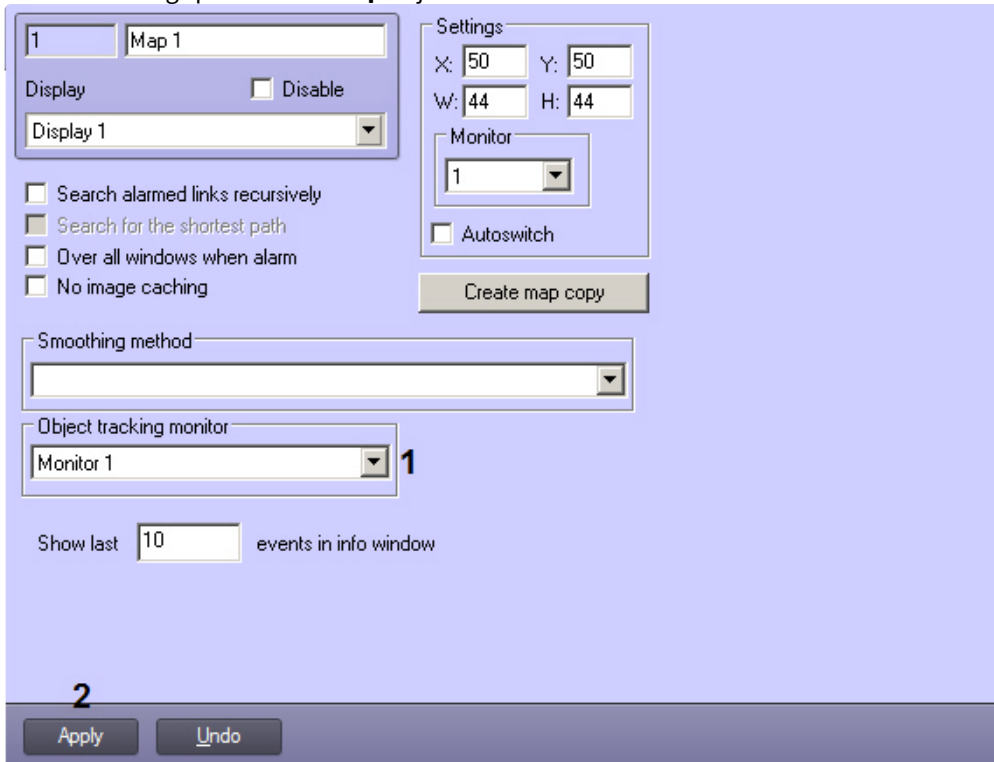 1 Map 1
Display Disable
Display 1
Settings
X: 50 Y: 50
W: 44 H: 44
Monitor
1
Autoswitch
Search alarmed links recursively
Search for the shortest path
Over all windows when alarm
No image caching
Create map copy
Smoothing method
Object tracking monitor
Monitor 1
1
Show last 10 events in info window
2
Apply Undo